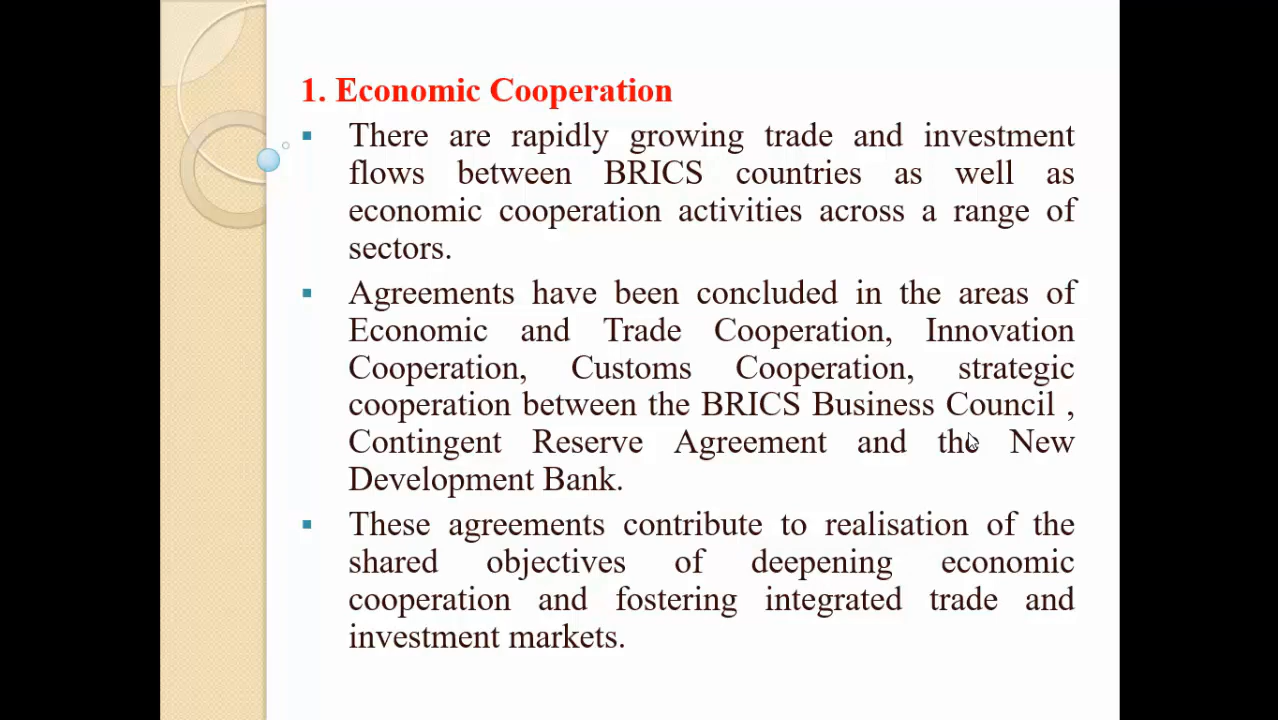 1. Economic Cooperation
▪ There are rapidly growing trade and investment
flows between BRICS countries as well as
economic cooperation activities across a range of
sectors.
▪ Agreements have been concluded in the areas of
Economic and Trade Cooperation, Innovation
Cooperation, Customs Cooperation, strategic
cooperation between the BRICS Business Council ,
Contingent Reserve Agreement and the New
Development Bank.
▪ These agreements contribute to realisation of the
shared objectives of deepening economic
cooperation and fostering integrated trade and
investment markets.